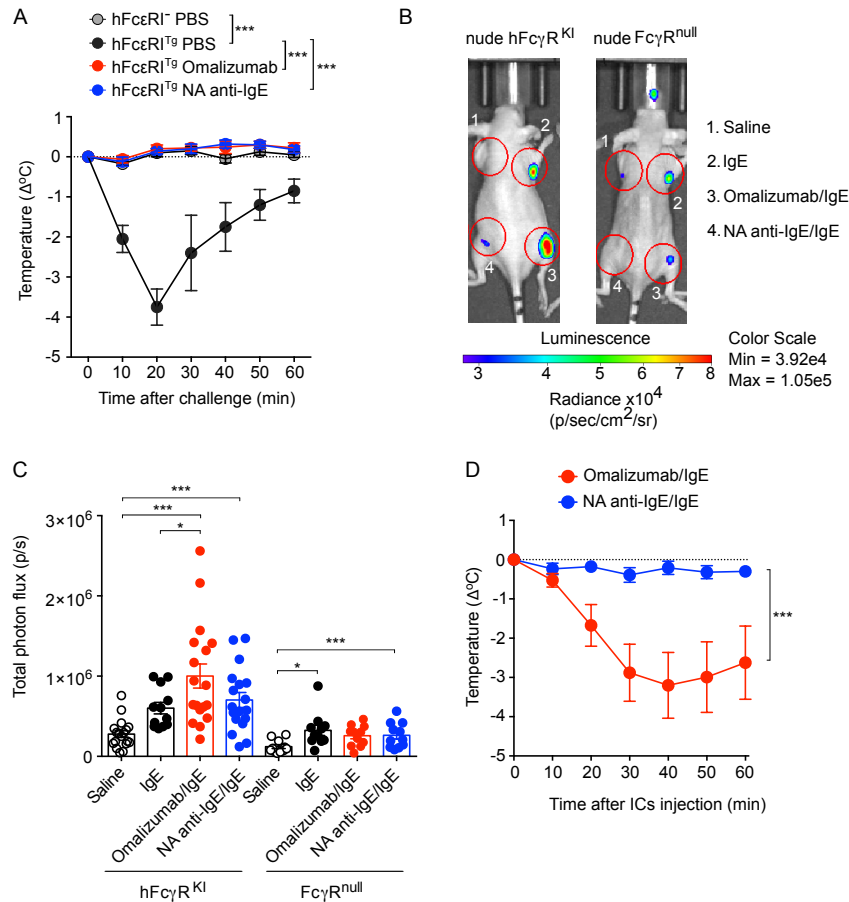 A
hFcεRI⁻ PBS
hFcεRIᵀᵍ PBS
hFcεRIᵀᵍ Omalizumab
hFcεRIᵀᵍ NA anti-IgE
***
***
***
Temperature (Δ°C)
1
0
-1
-2
-3
-4
-5
0 10 20 30 40 50 60
Time after challenge (min)
B
nude hFcγR KI
nude FcγR null
1
2
4
3
1
2
4
3
1. Saline
2. IgE
3. Omalizumab/IgE
4. NA anti-IgE/IgE
Luminescence
3 4 5 6 7 8
Radiance x10⁴
(p/sec/cm²/sr)
Color Scale
Min = 3.92e4
Max = 1.05e5
C
Total photon flux (p/s)
3×10⁶
2×10⁶
1×10⁶
0
***
***
*
***
*
Saline
IgE
Omalizumab/IgE
NA anti-IgE/IgE
Saline
IgE
Omalizumab/IgE
NA anti-IgE/IgE
hFcγR KI
FcγR null
D
Omalizumab/IgE
NA anti-IgE/IgE
Temperature (Δ°C)
1
0
-1
-2
-3
-4
-5
***
0 10 20 30 40 50 60
Time after ICs injection (min)